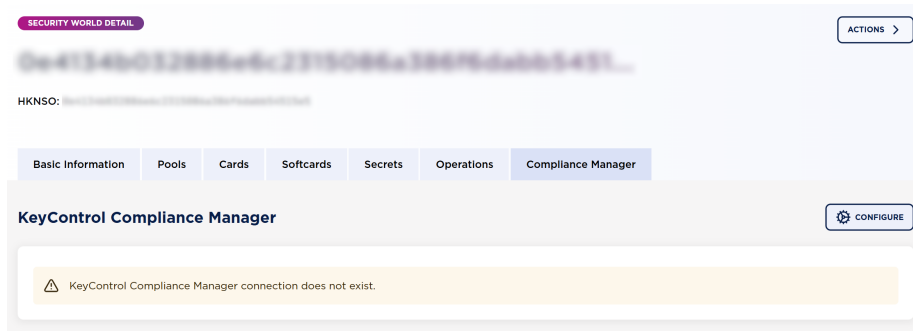 SECURITY WORLD DETAIL
ACTIONS
HKNSO:
Basic Information Pools Cards Softcards Secrets Operations Compliance Manager
KeyControl Compliance Manager
CONFIGURE
KeyControl Compliance Manager connection does not exist.